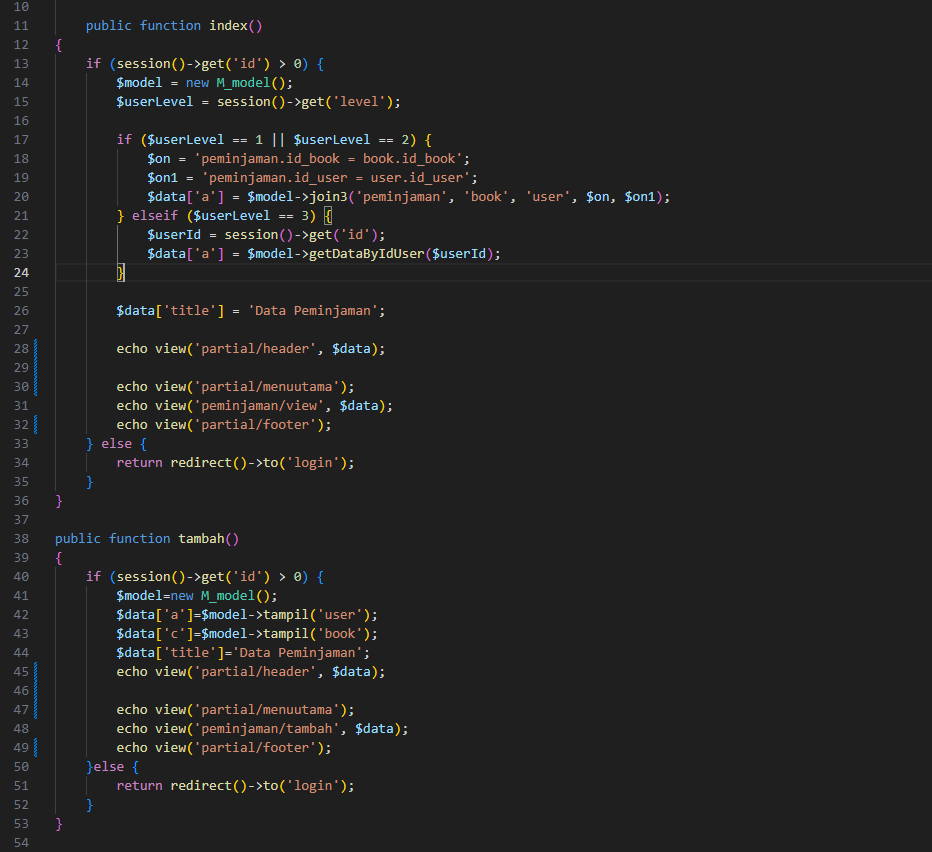 10
11     public function index()
12 {
13     if (session()->get('id') > 0) {
14         $model = new M_model();
15         $userLevel = session()->get('level');
16
17         if ($userLevel == 1 || $userLevel == 2) {
18             $on = 'peminjaman.id_book = book.id_book';
19             $on1 = 'peminjaman.id_user = user.id_user';
20             $data['a'] = $model->join3('peminjaman', 'book', 'user', $on, $on1);
21         } elseif ($userLevel == 3) {
22             $userId = session()->get('id');
23             $data['a'] = $model->getDataByIdUser($userId);
24         }
25
26         $data['title'] = 'Data Peminjaman';
27
28         echo view('partial/header', $data);
29
30         echo view('partial/menuutama');
31         echo view('peminjaman/view', $data);
32         echo view('partial/footer');
33     } else {
34         return redirect()->to('login');
35     }
36 }
37
38 public function tambah()
39 {
40     if (session()->get('id') > 0) {
41         $model=new M_model();
42         $data['a']=$model->tampil('user');
43         $data['c']=$model->tampil('book');
44         $data['title']='Data Peminjaman';
45         echo view('partial/header', $data);
46
47         echo view('partial/menuutama');
48         echo view('peminjaman/tambah', $data);
49         echo view('partial/footer');
50     }else {
51         return redirect()->to('login');
52     }
53 }
54